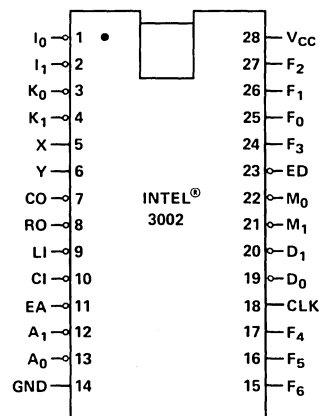 I0 1 28 VCC
I1 2 27 F2
K0 3 26 F1
K1 4 25 F0
X 5 24 F3
Y 6 23 ED
CO 7 INTEL® 22 M0
RO 8 3002 21 M1
LI 9 20 D1
CI 10 19 D0
EA 11 18 CLK
A1 12 17 F4
A0 13 16 F5
GND 14 15 F6